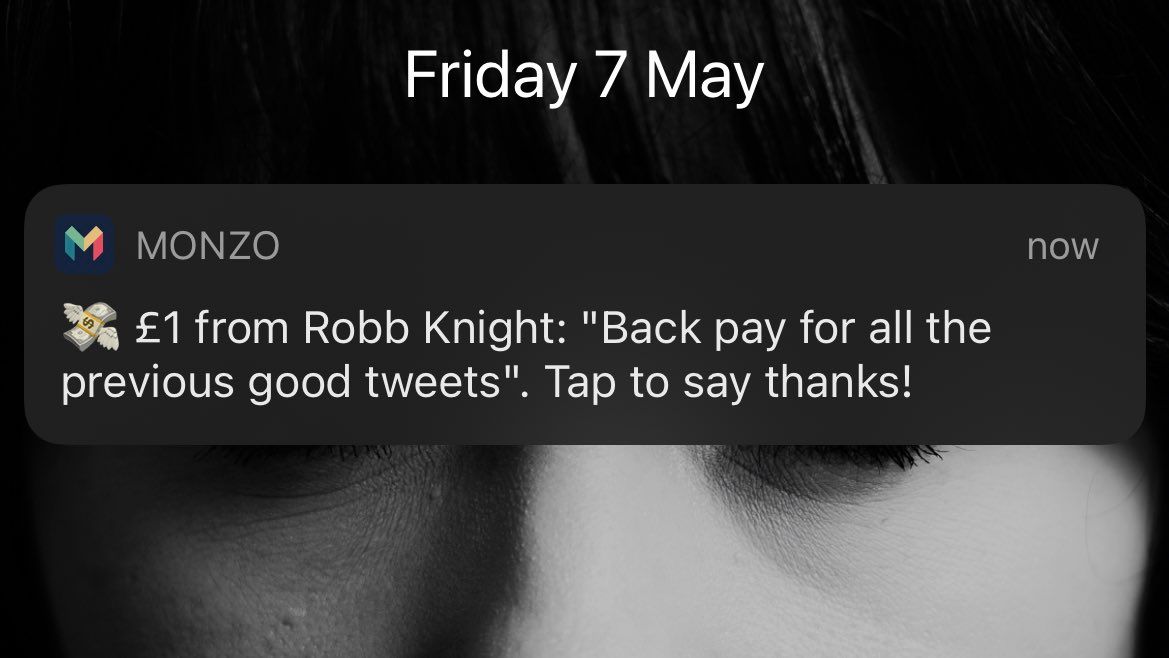 Friday 7 May
MONZO
now
💸 £1 from Robb Knight: "Back pay for all the
previous good tweets". Tap to say thanks!